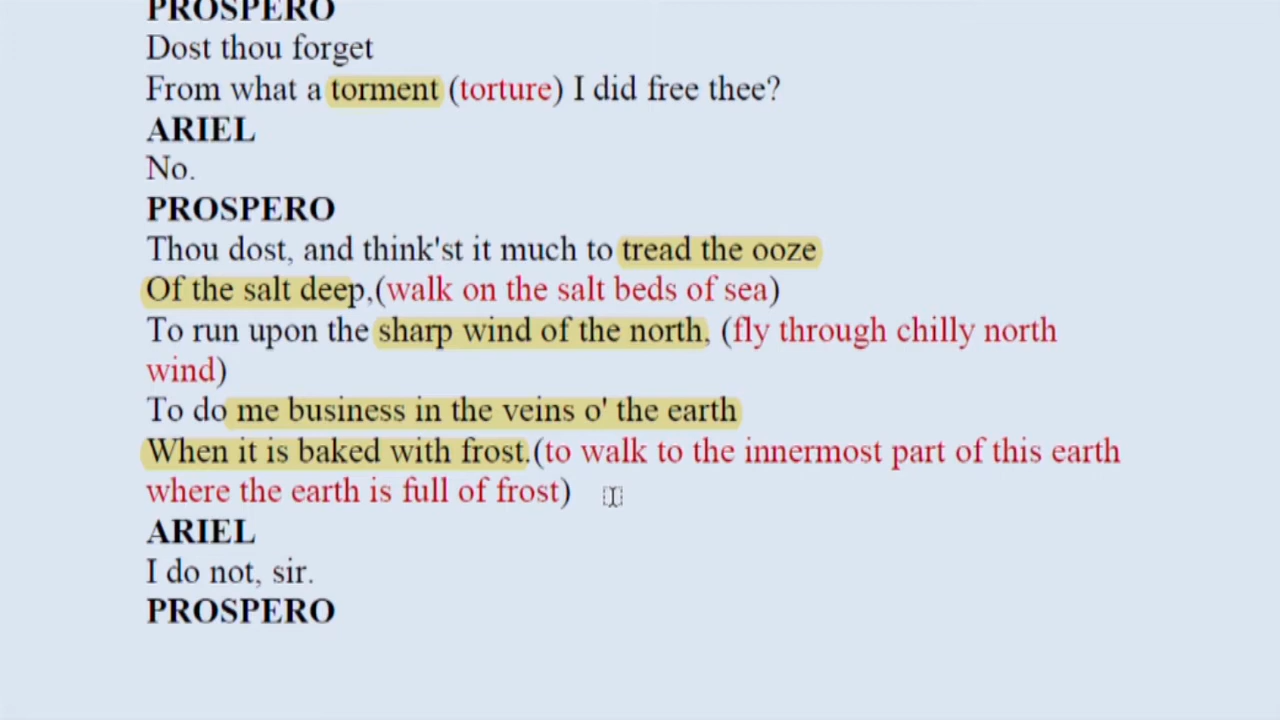 PROSPERO
Dost thou forget
From what a torment (torture) I did free thee?
ARIEL
No.
PROSPERO
Thou dost, and think'st it much to tread the ooze
Of the salt deep,(walk on the salt beds of sea)
To run upon the sharp wind of the north, (fly through chilly north
wind)
To do me business in the veins o' the earth
When it is baked with frost.(to walk to the innermost part of this earth
where the earth is full of frost)
ARIEL
I do not, sir.
PROSPERO